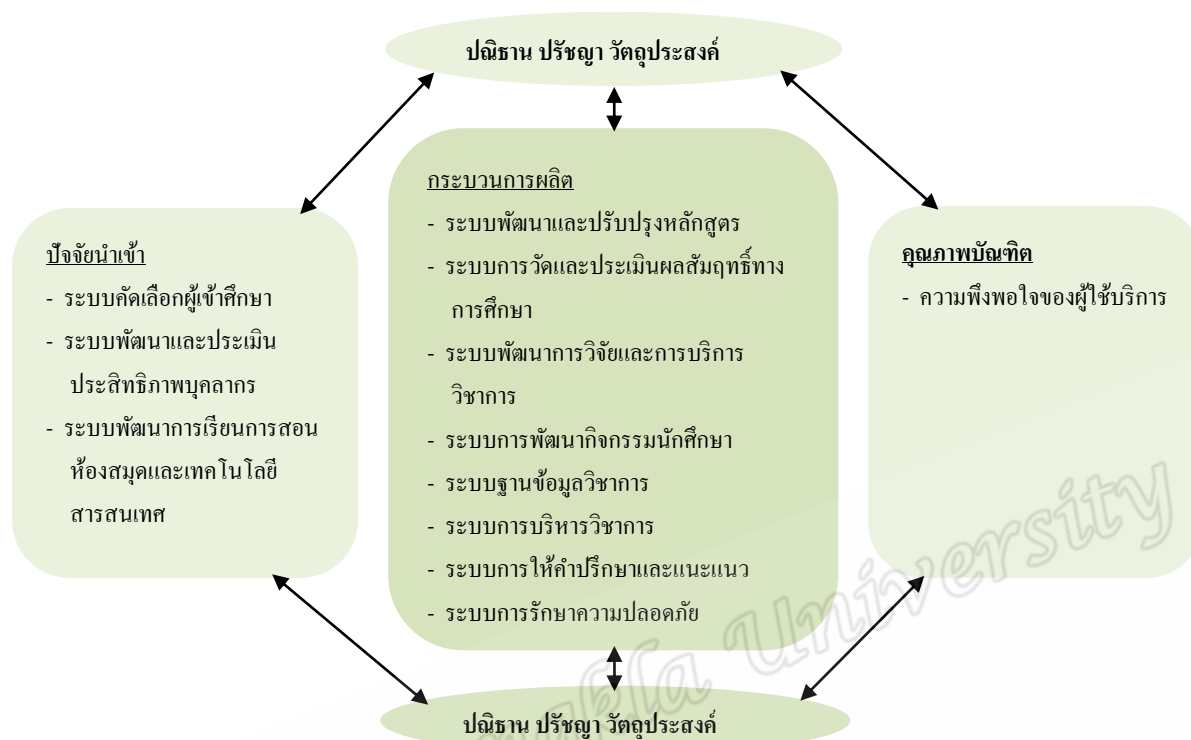 ปณิธาน ปรัชญา วัตถุประสงค์
ปัจจัยนำเข้า
- ระบบคัดเลือกผู้เข้าศึกษา
- ระบบพัฒนาและประเมิน
ประสิทธิภาพบุคลากร
- ระบบพัฒนาการเรียนการสอน
ห้องสมุดและเทคโนโลยี
สารสนเทศ
กระบวนการผลิต
- ระบบพัฒนาและปรับปรุงหลักสูตร
- ระบบการวัดและประเมินผลสัมฤทธิ์ทาง
การศึกษา
- ระบบพัฒนาการวิจัยและการบริการ
วิชาการ
- ระบบการพัฒนากิจกรรมนักศึกษา
- ระบบฐานข้อมูลวิชาการ
- ระบบการบริหารวิชาการ
- ระบบการให้คำปรึกษาและแนะแนว
- ระบบการรักษาความปลอดภัย
คุณภาพบัณฑิต
- ความพึงพอใจของผู้ใช้บริการ
ปณิธาน ปรัชญา วัตถุประสงค์
University